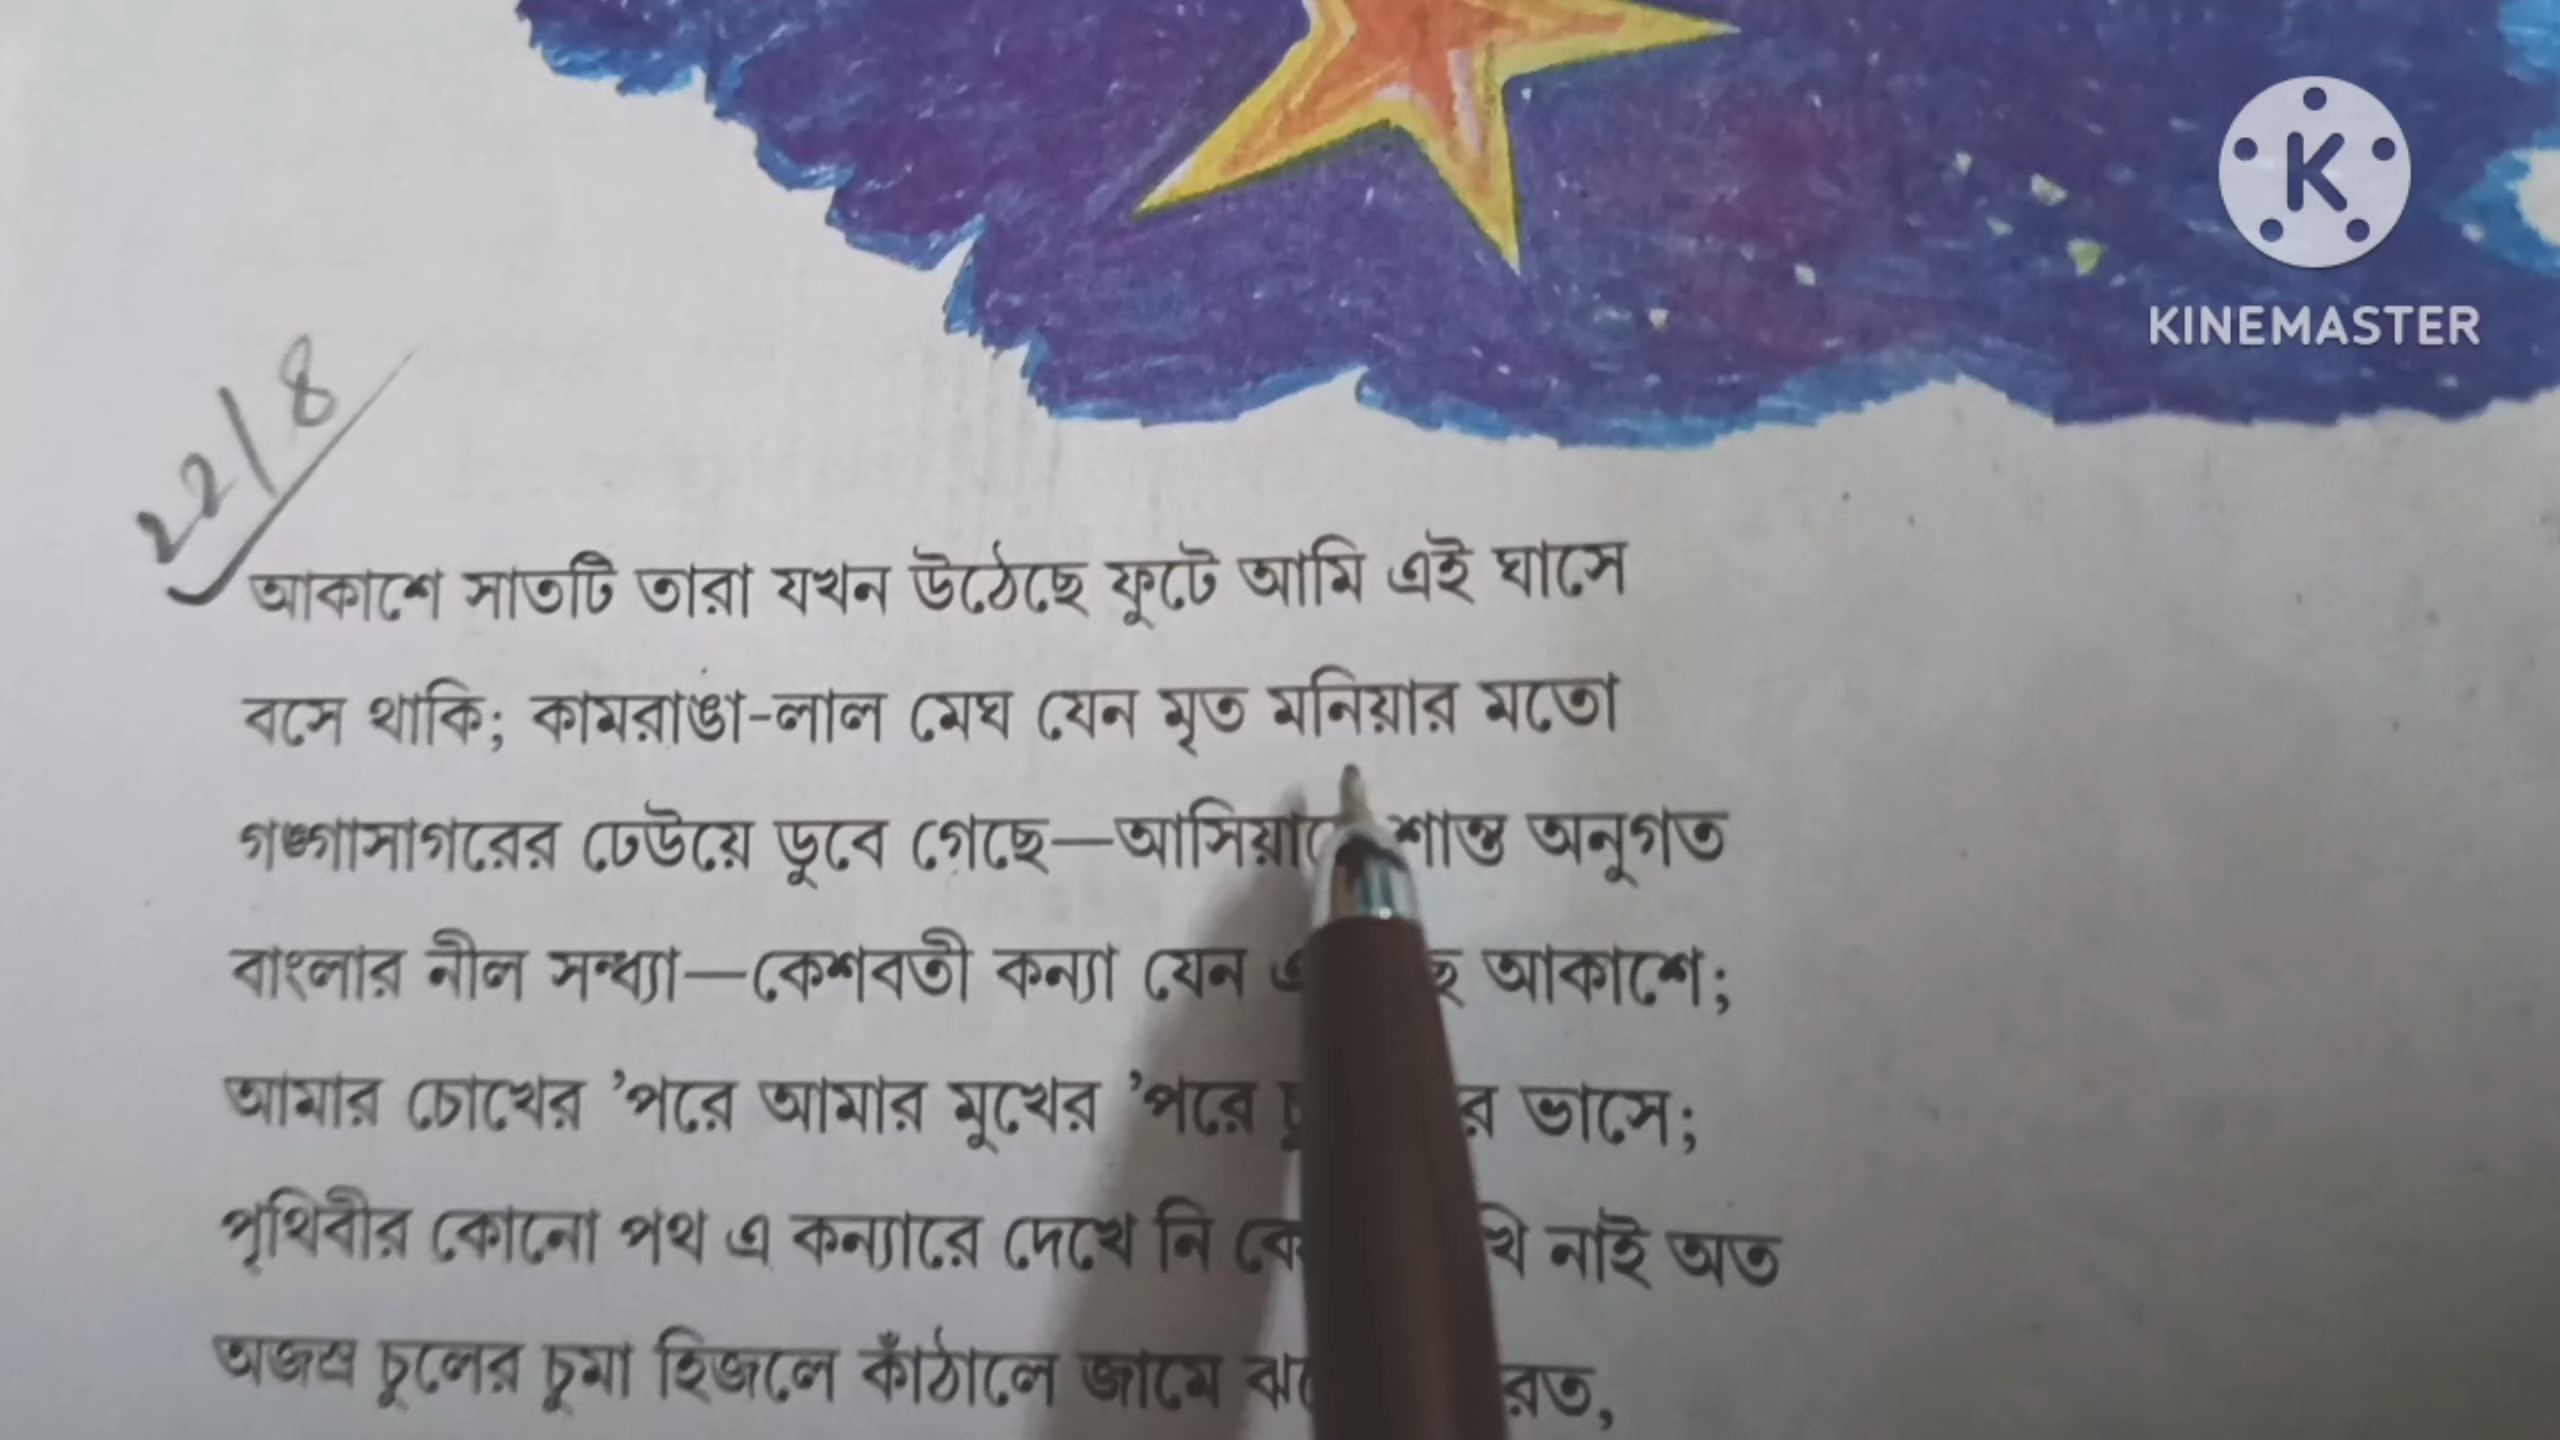 KINEMASTER
22/8
আকাশে সাতটি তারা যখন উঠেছে ফুটে আমি এই ঘাসে
বসে থাকি; কামরাঙা-লাল মেঘ যেন মৃত মনিয়ার মতো
গঙ্গাসাগরের ঢেউয়ে ডুবে গেছে—আসিয়াছে শান্ত অনুগত
বাংলার নীল সন্ধ্যা—কেশবতী কন্যা যেন আকাশে;
আমার চোখের ’পরে আমার মুখের ’পরে ভাসে;
পৃথিবীর কোনো পথ এ কন্যারে দেখে নি নাই অত
অজস্র চুলের চুমা হিজলে কাঁঠালে জামে